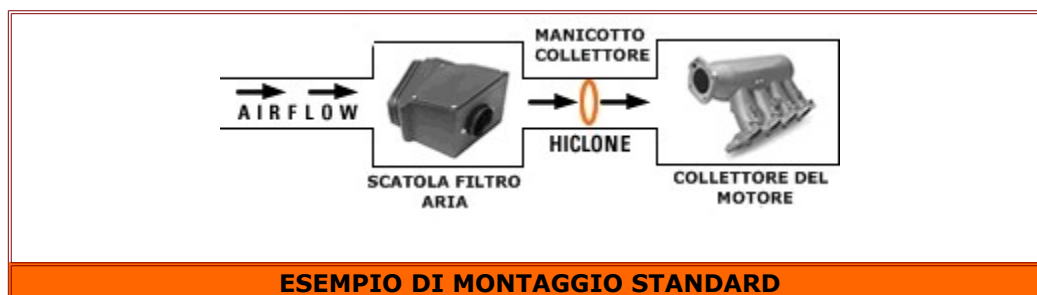 MANICOTTO
COLLETTORE
AIRFLOW
HICLONE
SCATOLA FILTRO
ARIA
COLLETTORE DEL
MOTORE
ESEMPIO DI MONTAGGIO STANDARD